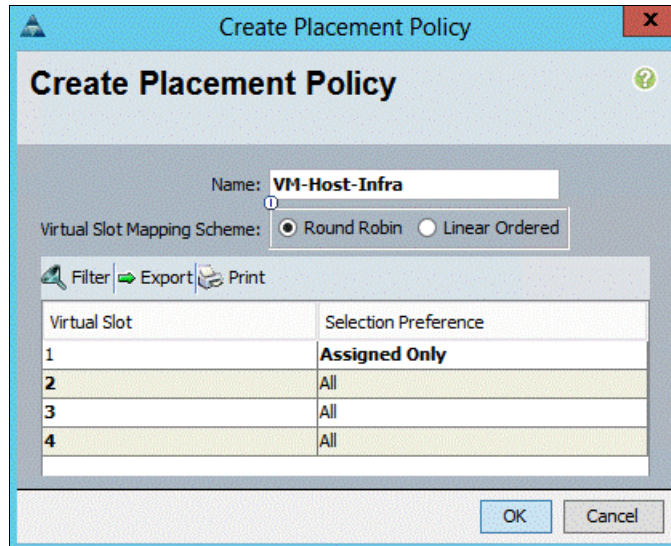 Create Placement Policy
x
Create Placement Policy
?
Name: VM-Host-Infra
Virtual Slot Mapping Scheme: Round Robin Linear Ordered
Filter Export Print
Virtual Slot Selection Preference
1 Assigned Only
2 All
3 All
4 All
OK Cancel